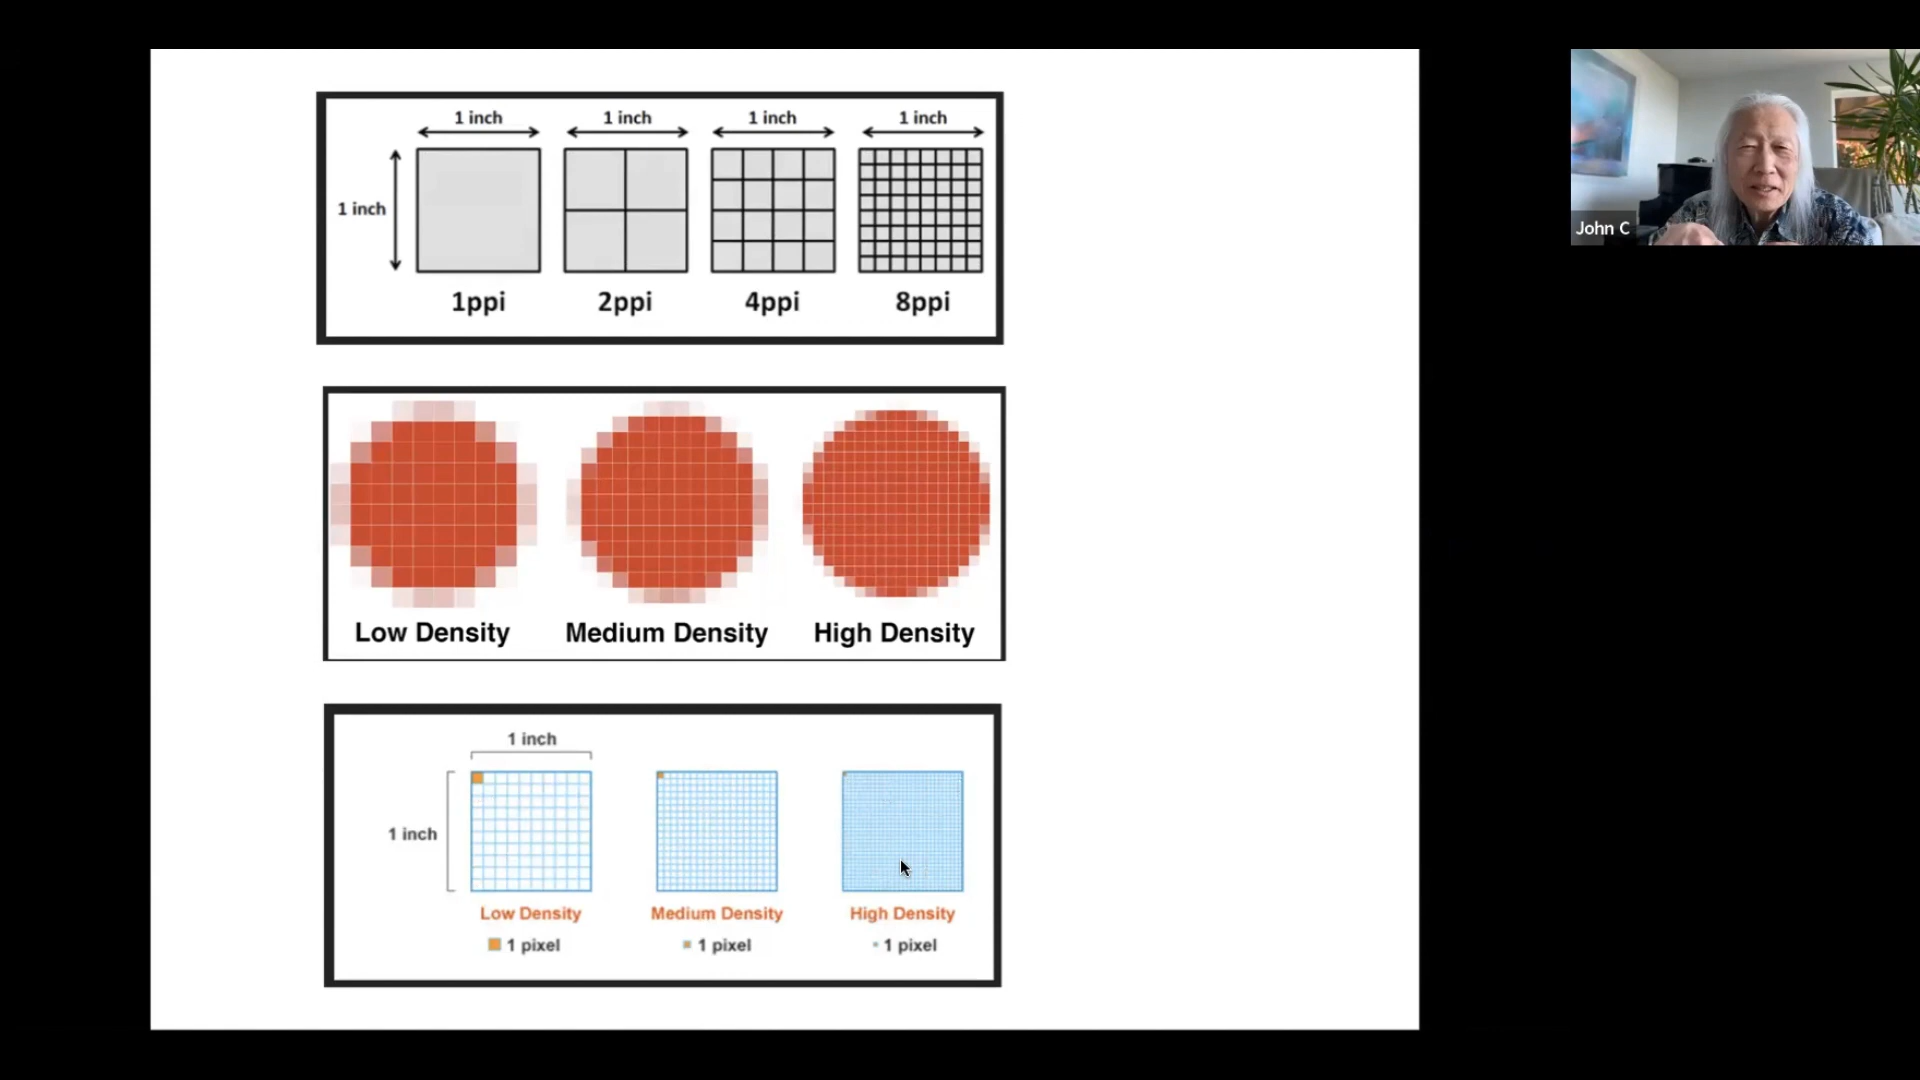 1 inch 1 inch 1 inch 1 inch
1 inch
1ppi 2ppi 4ppi 8ppi
John C
Low Density Medium Density High Density
1 inch
1 inch
Low Density Medium Density High Density
1 pixel 1 pixel 1 pixel